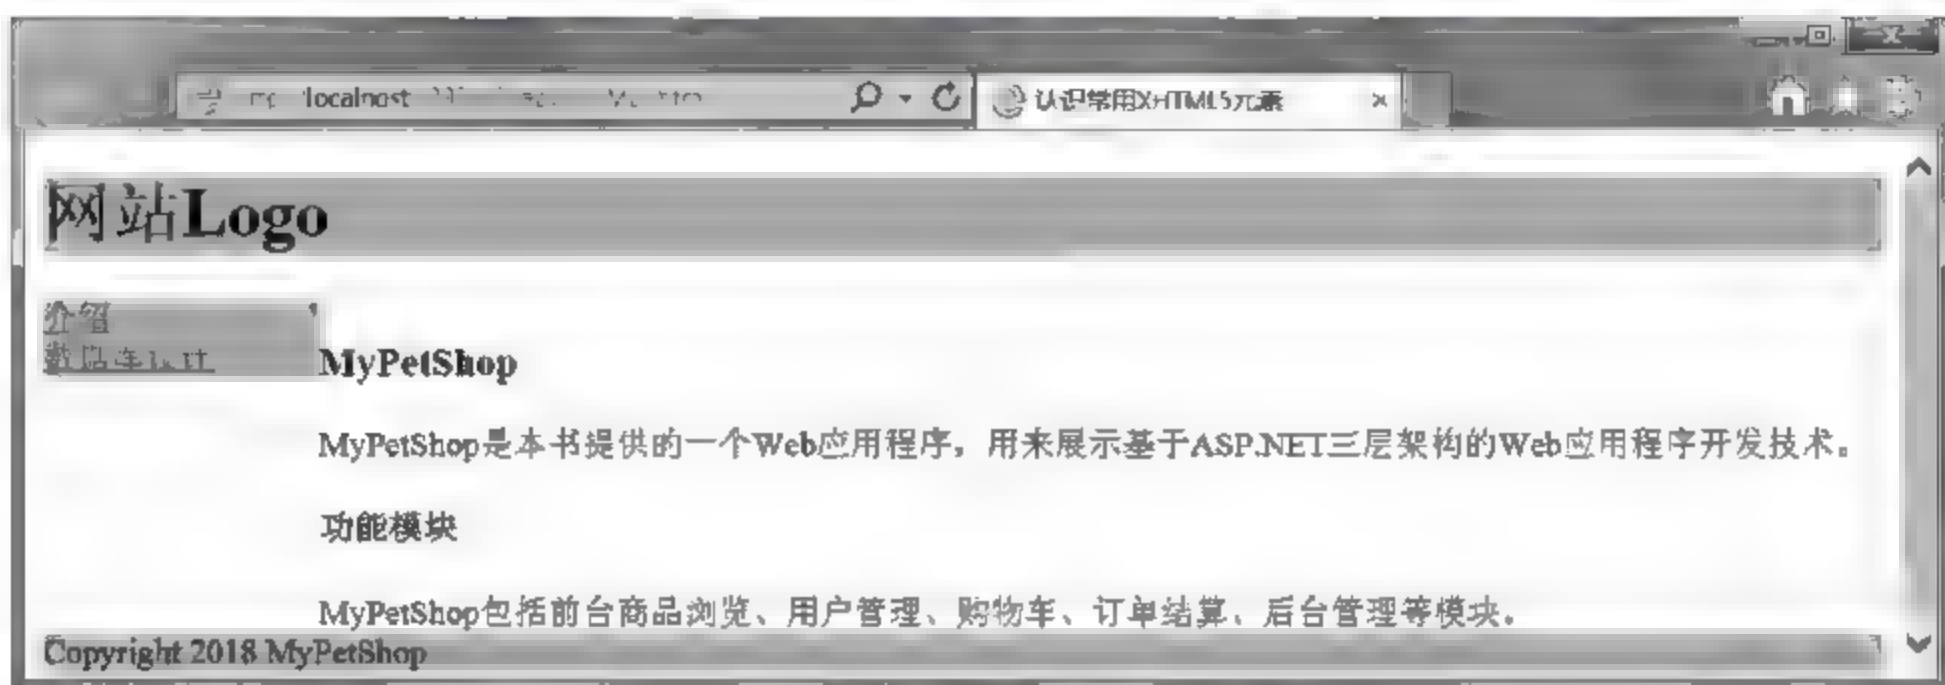 localhost
认识常用XHTML5元素
网站Logo
介绍
数据库设计
MyPetShop
MyPetShop是本书提供的一个Web应用程序，用来展示基于ASP.NET三层架构的Web应用程序开发技术。
功能模块
MyPetShop包括前台商品浏览、用户管理、购物车、订单结算、后台管理等模块。
Copyright 2018 MyPetShop